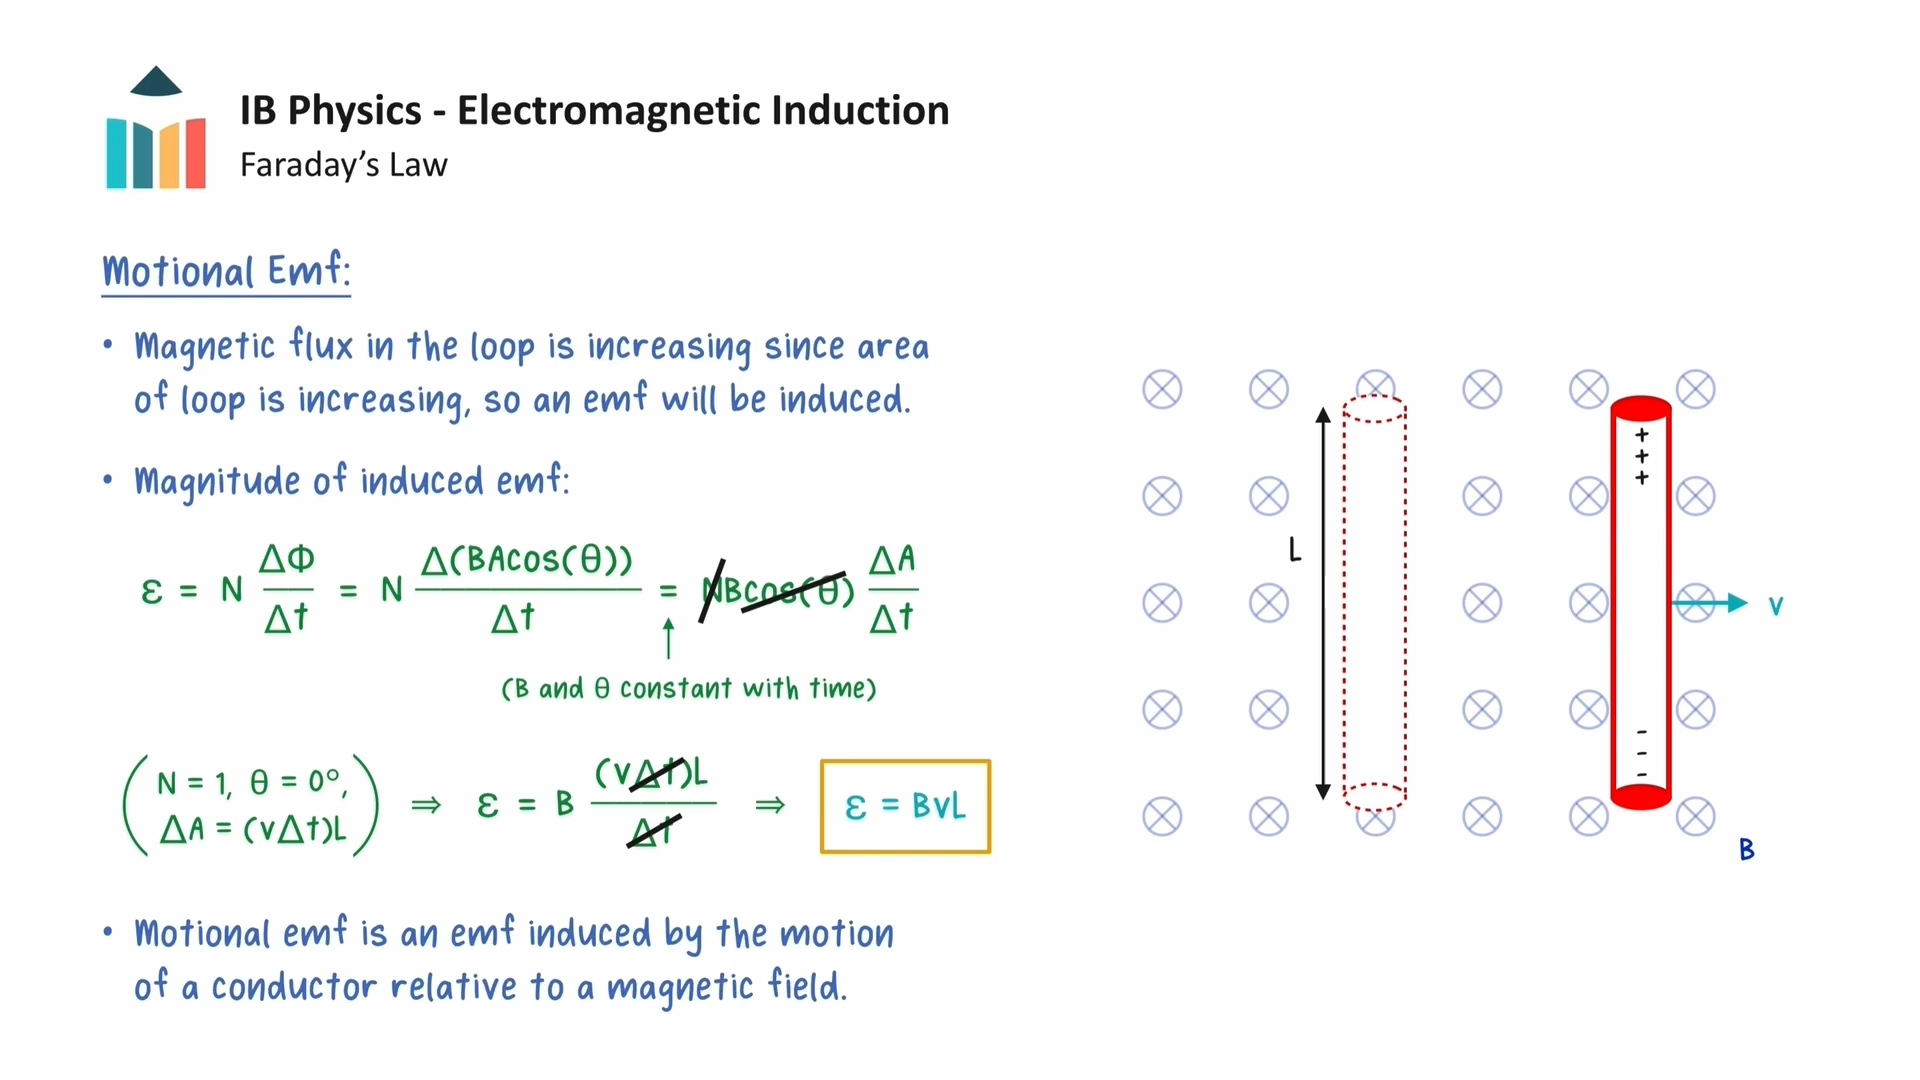 IB Physics - Electromagnetic Induction
Faraday's Law
Motional Emf:
• Magnetic flux in the loop is increasing since area
of loop is increasing, so an emf will be induced.
• Magnitude of induced emf:
ε = N ΔΦ/Δt = N Δ(BAcos(θ))/Δt = NBcos(θ) ΔA/Δt
(B and θ constant with time)
(N = 1, θ = 0°,
ΔA = (vΔt)L) ⇒ ε = B (vΔt)L/Δt ⇒ ε = BvL
• Motional emf is an emf induced by the motion
of a conductor relative to a magnetic field.
L
+
+
+
v
-
-
-
B